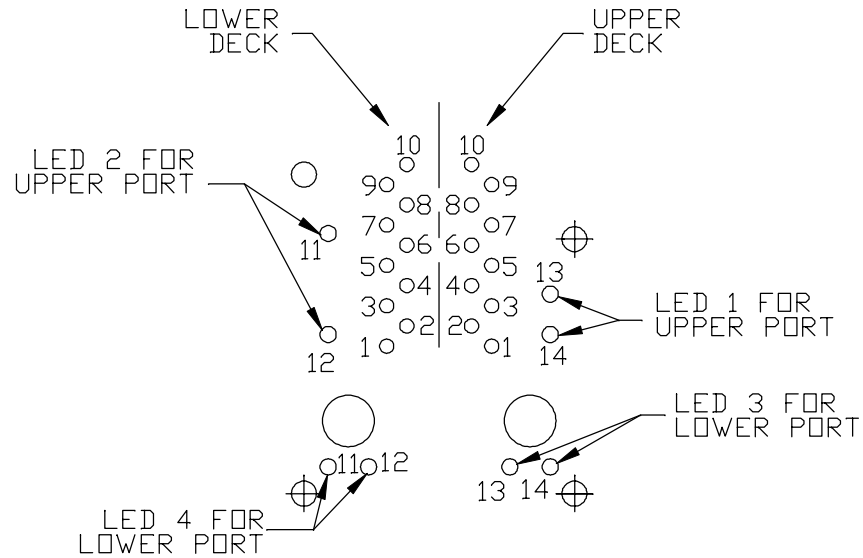 LOWER
DECK
UPPER
DECK
10 10
LED 2 FOR
UPPER PORT
9 9
8 8
7 7
11
6 6
5 5
13
4 4
3 3
LED 1 FOR
UPPER PORT
2 2
12
1 1
14
LED 3 FOR
LOWER PORT
11 12
13 14
LED 4 FOR
LOWER PORT